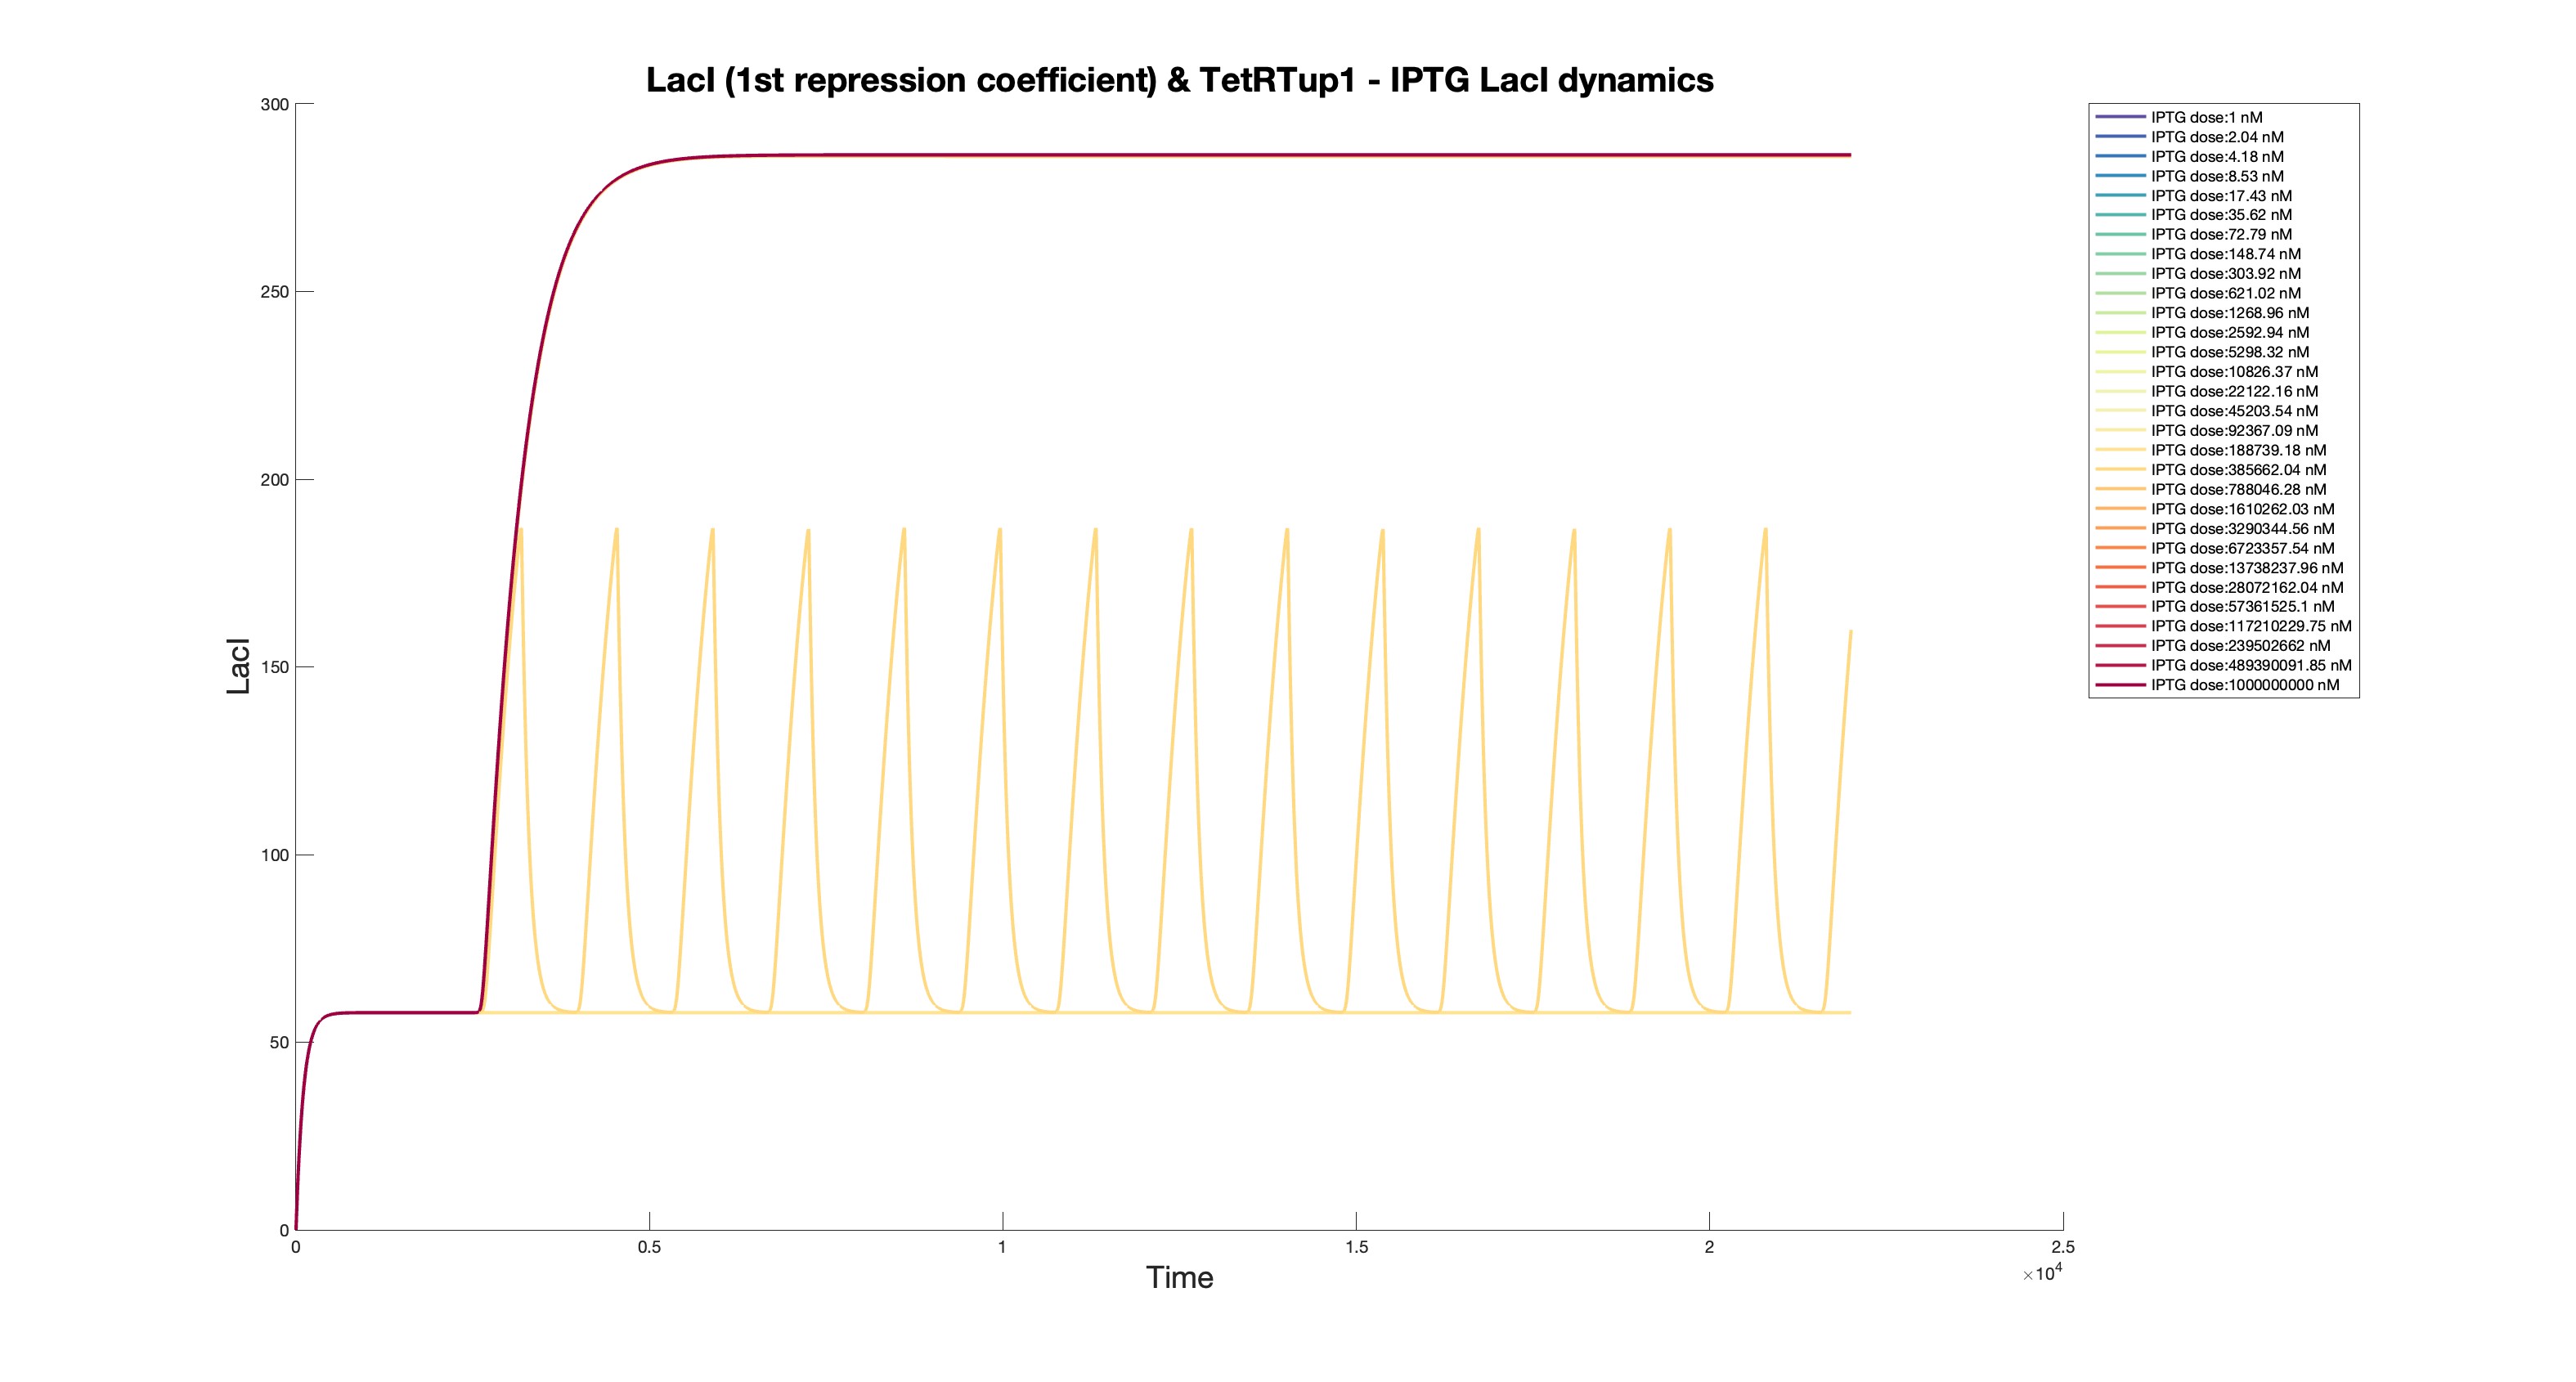 LacI (1st repression coefficient) & TetRTup1 - IPTG LacI dynamics
300
250
200
150
100
50
0
LacI
0
0.5
1
1.5
2
2.5
×10^4
Time
IPTG dose:1 nM
IPTG dose:2.04 nM
IPTG dose:4.18 nM
IPTG dose:8.53 nM
IPTG dose:17.43 nM
IPTG dose:35.62 nM
IPTG dose:72.79 nM
IPTG dose:148.74 nM
IPTG dose:303.92 nM
IPTG dose:621.02 nM
IPTG dose:1268.96 nM
IPTG dose:2592.94 nM
IPTG dose:5298.32 nM
IPTG dose:10826.37 nM
IPTG dose:22122.16 nM
IPTG dose:45203.54 nM
IPTG dose:92367.09 nM
IPTG dose:188739.18 nM
IPTG dose:385662.04 nM
IPTG dose:788046.28 nM
IPTG dose:1610262.03 nM
IPTG dose:3290344.56 nM
IPTG dose:6723357.54 nM
IPTG dose:13738237.96 nM
IPTG dose:28072162.04 nM
IPTG dose:57361525.1 nM
IPTG dose:117210229.75 nM
IPTG dose:239502662 nM
IPTG dose:489390091.85 nM
IPTG dose:1000000000 nM